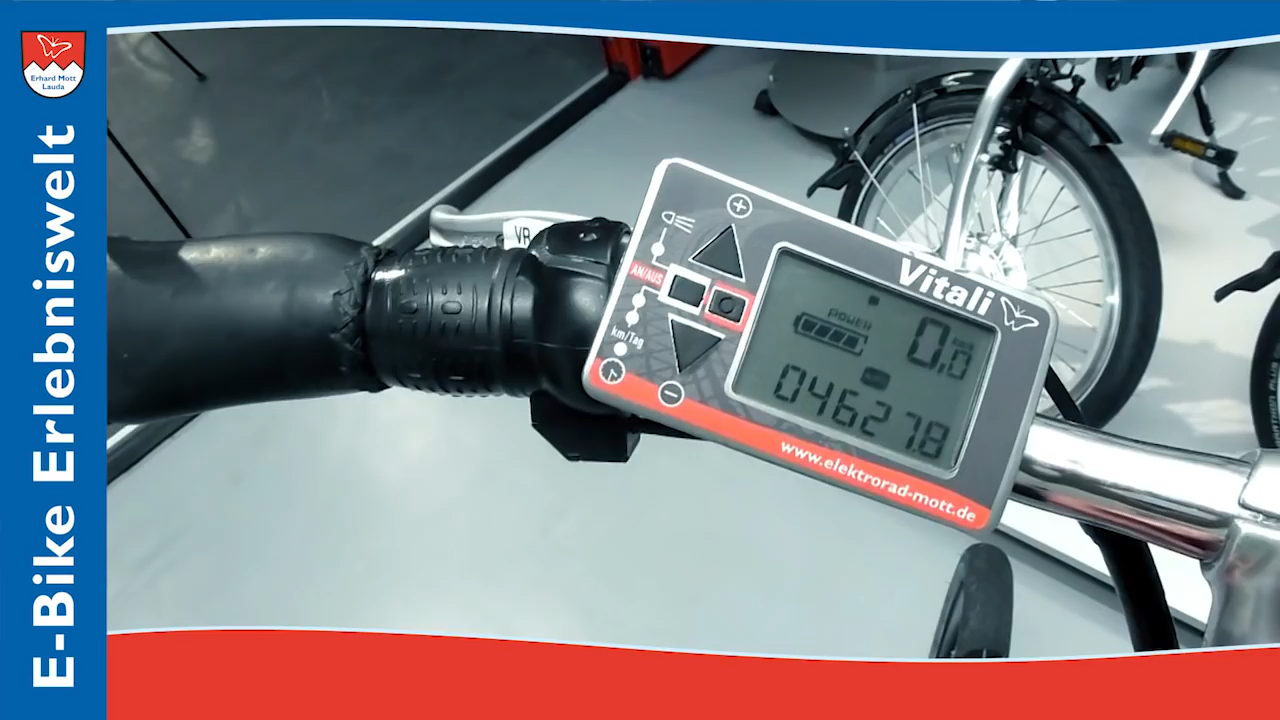 Erhard Mott
Lauda
E-Bike Erlebniswelt
VR
Vitali
AN/AUS
km/Tag
POWER
0,0
04627.8
www.elektrorad-mott.de